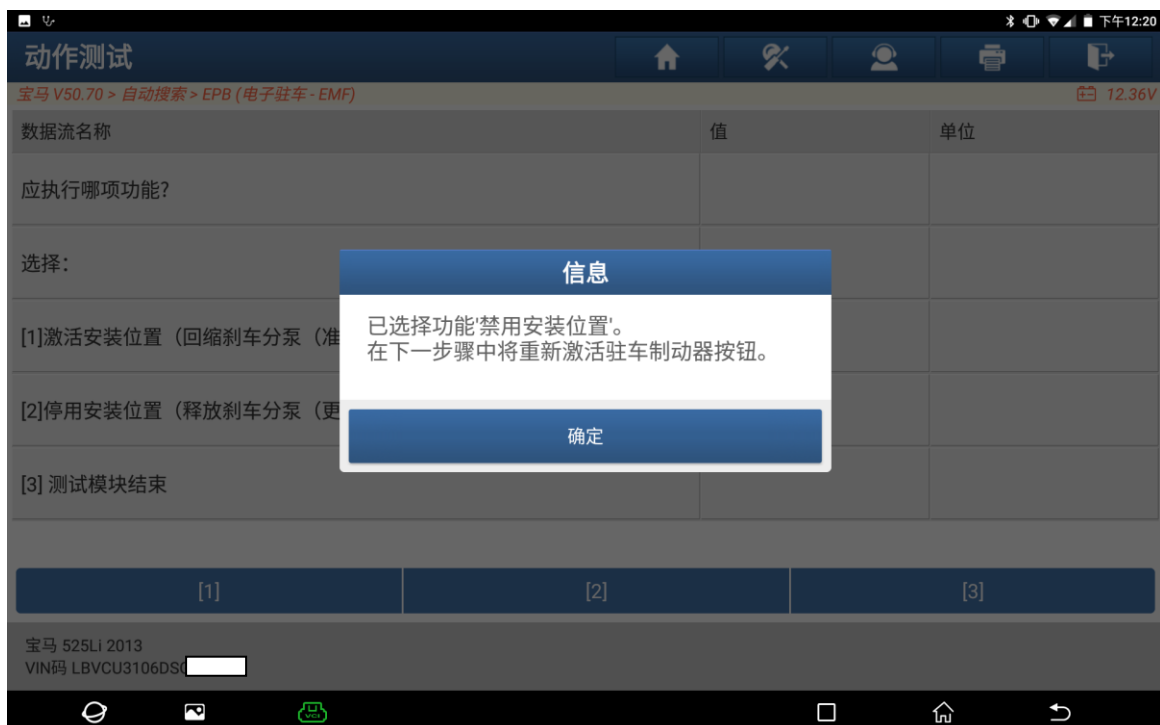 下午12:20
动作测试
宝马 V50.70 > 自动搜索 > EPB (电子驻车 - EMF)
12.36V
数据流名称 值 单位
应执行哪项功能?
选择：
信息
已选择功能'禁用安装位置'。
[1]激活安装位置（回缩刹车分泵（准
在下一步骤中将重新激活驻车制动器按钮。
[2]停用安装位置（释放刹车分泵（更
确定
[3] 测试模块结束
[1] [2] [3]
宝马 525Li 2013
VIN码 LBVCU3106DS
VCI